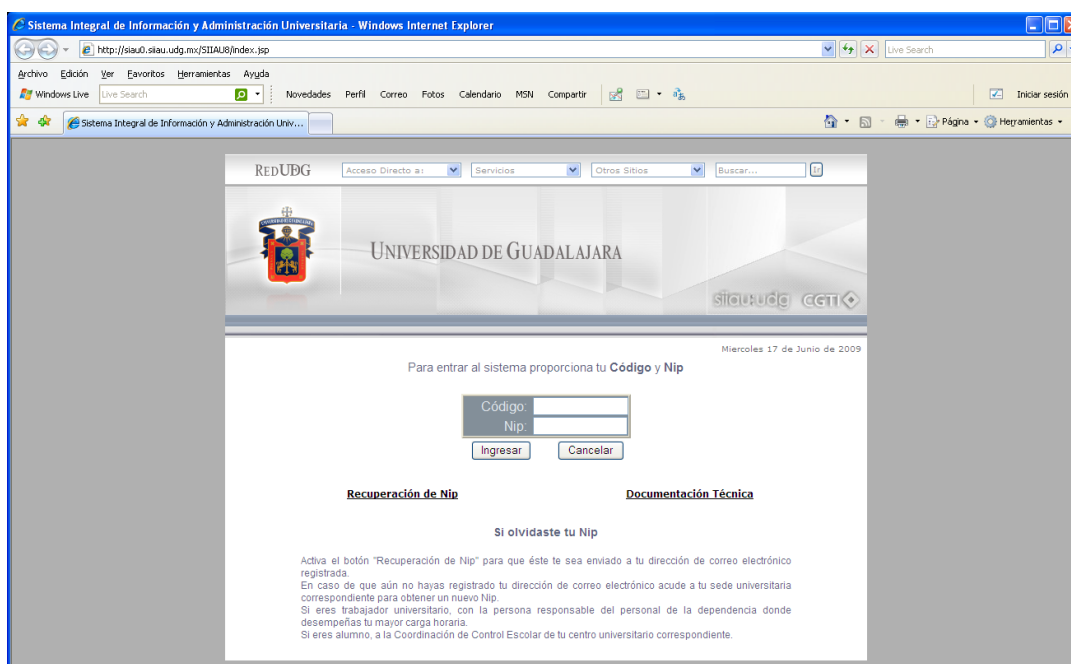 Sistema Integral de Información y Administración Universitaria - Windows Internet Explorer
http://siau0.siiau.udg.mx/SIIAU8/index.jsp
Live Search
Archivo Edición Ver Favoritos Herramientas Ayuda
Windows Live Live Search Novedades Perfil Correo Fotos Calendario MSN Compartir Iniciar sesión
Sistema Integral de Información y Administración Univ... Página Herramientas
RED UDG Acceso Directo a: Servicios Otros Sitios Buscar... Ir
UNIVERSIDAD DE GUADALAJARA
siiau:udg CGTI
Miercoles 17 de Junio de 2009
Para entrar al sistema proporciona tu Código y Nip
Código:
Nip:
Ingresar Cancelar
Recuperación de Nip Documentación Técnica
Si olvidaste tu Nip
Activa el botón "Recuperación de Nip" para que éste te sea enviado a tu dirección de correo electrónico
registrada.
En caso de que aún no hayas registrado tu dirección de correo electrónico acude a tu sede universitaria
correspondiente para obtener un nuevo Nip.
Si eres trabajador universitario, con la persona responsable del personal de la dependencia donde
desempeñas tu mayor carga horaria.
Si eres alumno, a la Coordinación de Control Escolar de tu centro universitario correspondiente.